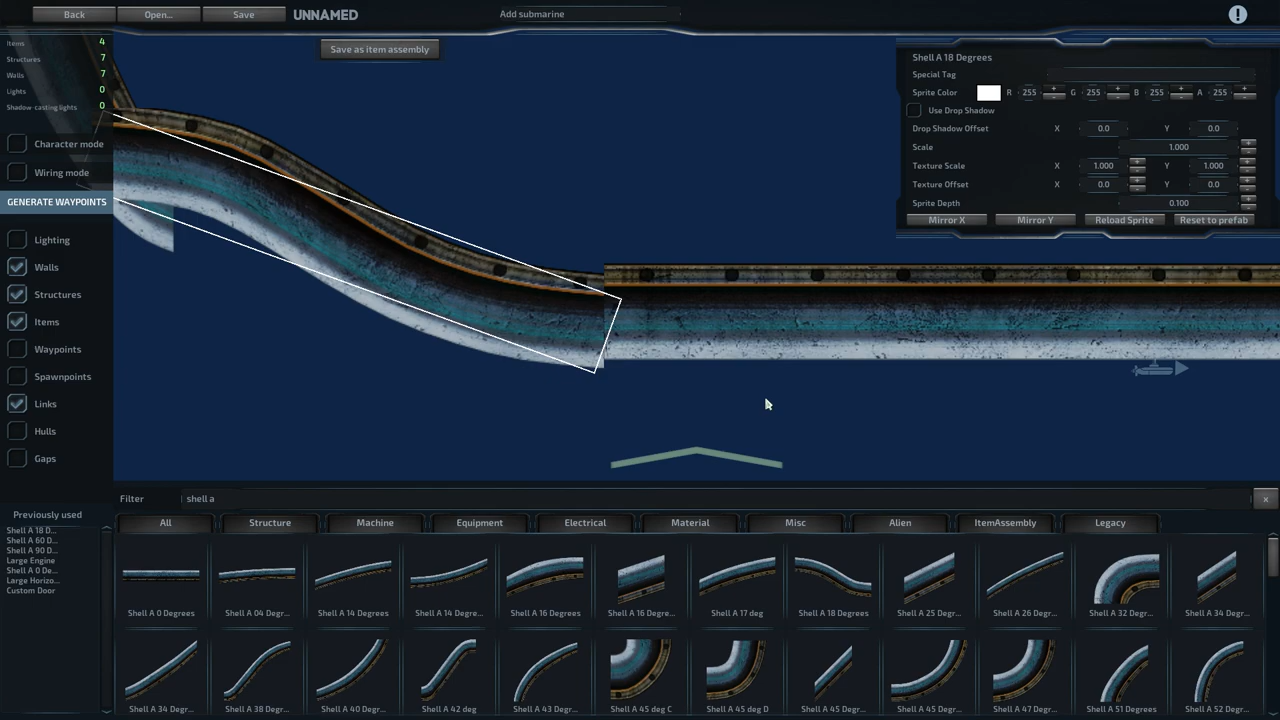 Back
Open...
Save
UNNAMED
Add submarine
Save as item assembly
Items 4
Structures 7
Walls 7
Lights 0
Shadow-casting lights 0
Character mode
Wiring mode
GENERATE WAYPOINTS
Lighting
Walls
Structures
Items
Waypoints
Spawnpoints
Links
Hulls
Gaps
Shell A 18 Degrees
Special Tag
Sprite Color R 255 + - G 255 + - B 255 + - A 255 + -
Use Drop Shadow
Drop Shadow Offset X 0.0 Y 0.0
Scale 1.000 + -
Texture Scale X 1.000 + - Y 1.000 + -
Texture Offset X 0.0 + - Y 0.0 + -
Sprite Depth 0.100 + -
Mirror X
Mirror Y
Reload Sprite
Reset to prefab
Filter shell a x
Previously used
Shell A 18 D...
Shell A 60 D...
Shell A 90 D...
Large Engine
Shell A 0 De...
Large Horizo...
Custom Door
All
Structure
Machine
Equipment
Electrical
Material
Misc
Alien
ItemAssembly
Legacy
Shell A 0 Degrees
Shell A 04 Degr...
Shell A 14 Degrees
Shell A 14 Degre...
Shell A 16 Degrees
Shell A 16 Degre...
Shell A 17 deg
Shell A 18 Degrees
Shell A 25 Degr...
Shell A 26 Degr...
Shell A 32 Degr...
Shell A 34 Degr...
Shell A 34 Degr...
Shell A 38 Degr...
Shell A 40 Degr...
Shell A 42 deg
Shell A 43 Degr...
Shell A 45 deg C
Shell A 45 deg D
Shell A 45 Degr...
Shell A 45 Degr...
Shell A 47 Degr...
Shell A 51 Degrees
Shell A 52 Degr...